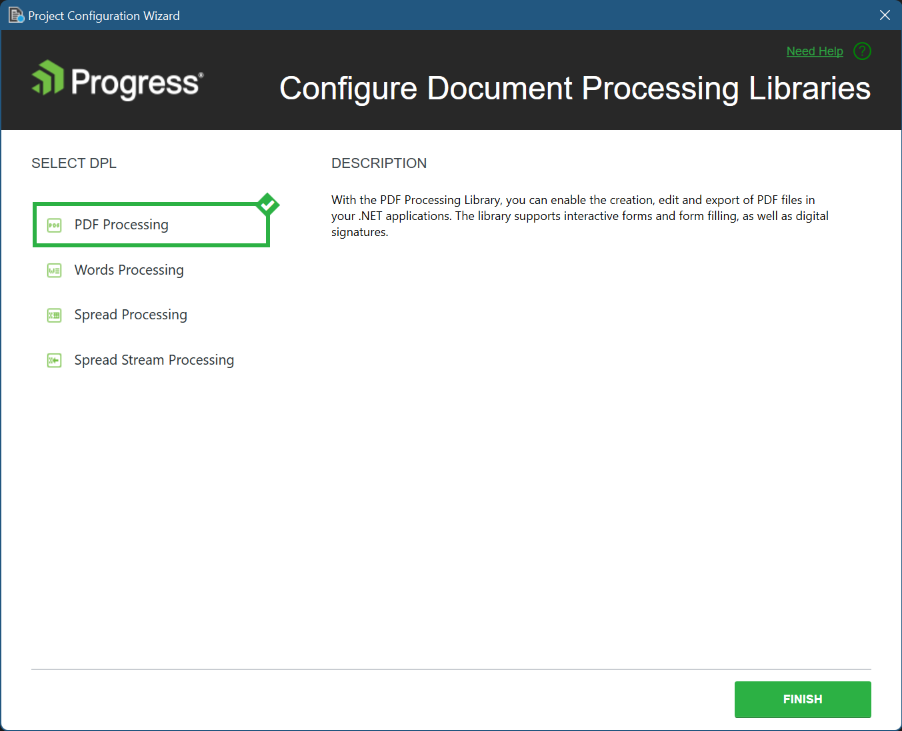 Project Configuration Wizard
Need Help
?
Progress®
Configure Document Processing Libraries
SELECT DPL
DESCRIPTION
PDF Processing
Words Processing
Spread Processing
Spread Stream Processing
With the PDF Processing Library, you can enable the creation, edit and export of PDF files in
your .NET applications. The library supports interactive forms and form filling, as well as digital
signatures.
FINISH